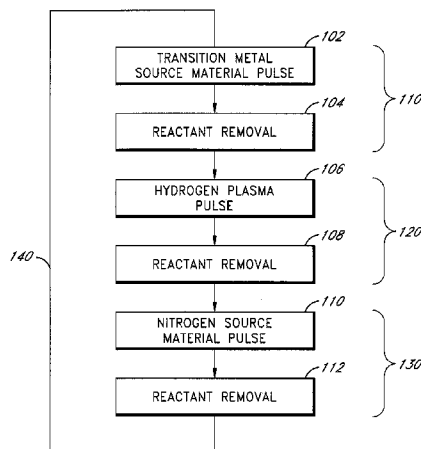 102
TRANSITION METAL
SOURCE MATERIAL PULSE
110
104
REACTANT REMOVAL
106
HYDROGEN PLASMA
PULSE
120
108
REACTANT REMOVAL
140
110
NITROGEN SOURCE
MATERIAL PULSE
130
112
REACTANT REMOVAL